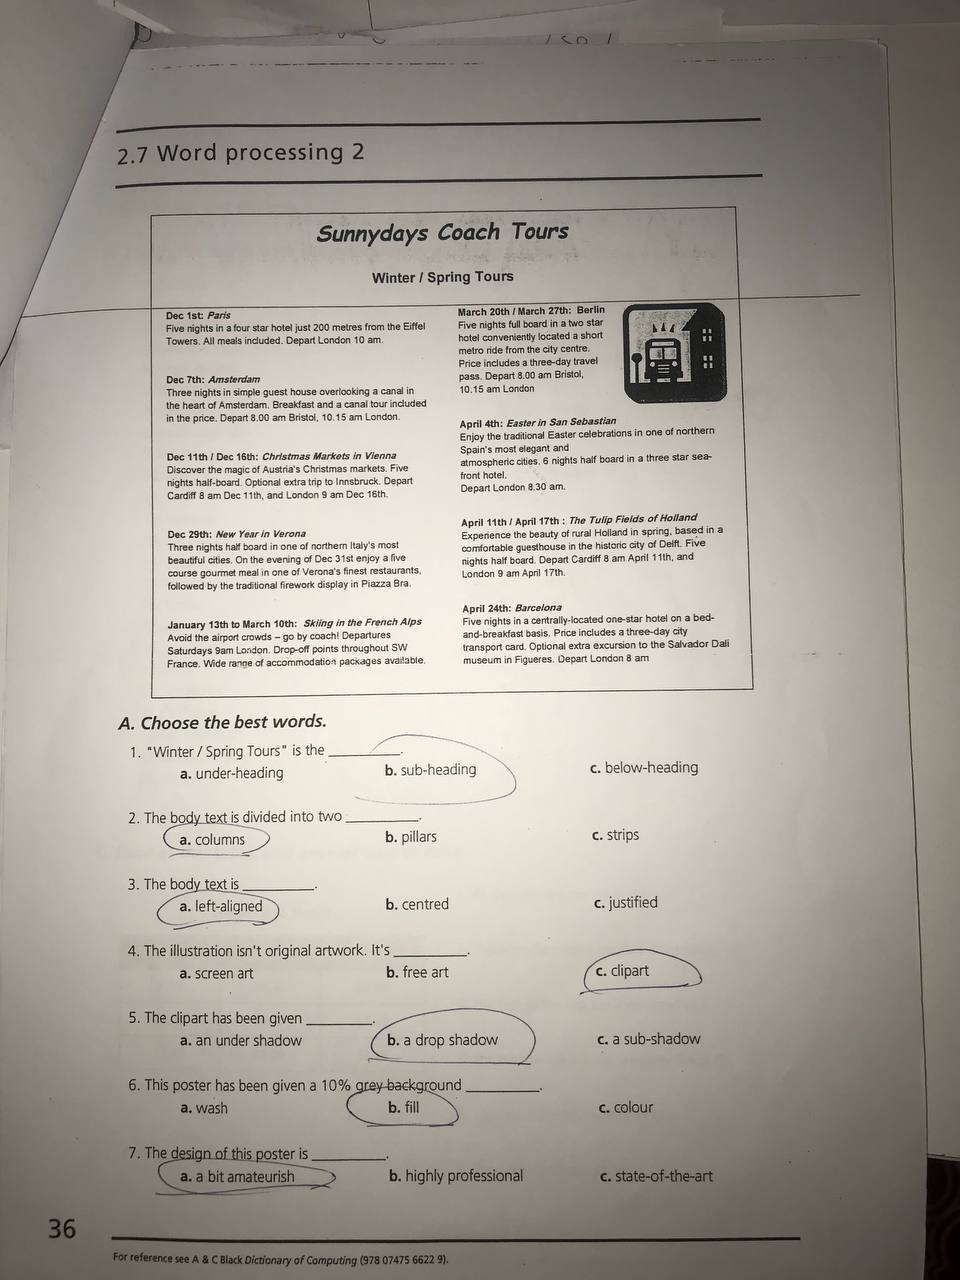 2.7 Word processing 2
Sunnydays Coach Tours
Winter / Spring Tours
Dec 1st: Paris
Five nights in a four star hotel just 200 metres from the Eiffel
Towers. All meals included. Depart London 10 am.
Dec 7th: Amsterdam
Three nights in simple guest house overlooking a canal in
the heart of Amsterdam. Breakfast and a canal tour included
in the price. Depart 8.00 am Bristol, 10.15 am London.
Dec 11th / Dec 16th: Christmas Markets in Vienna
Discover the magic of Austria's Christmas markets. Five
nights half-board. Optional extra trip to Innsbruck. Depart
Cardiff 8 am Dec 11th, and London 9 am Dec 16th.
Dec 29th: New Year in Verona
Three nights half board in one of northern Italy's most
beautiful cities. On the evening of Dec 31st enjoy a five
course gourmet meal in one of Verona's finest restaurants,
followed by the traditional firework display in Piazza Bra.
January 13th to March 10th: Skiing in the French Alps
Avoid the airport crowds – go by coach! Departures
Saturdays 9am London. Drop-off points throughout SW
France. Wide range of accommodation packages available.
March 20th / March 27th: Berlin
Five nights full board in a two star
hotel conveniently located a short
metro ride from the city centre.
Price includes a three-day travel
pass. Depart 8.00 am Bristol,
10.15 am London
April 4th: Easter in San Sebastian
Enjoy the traditional Easter celebrations in one of northern
Spain's most elegant and
atmospheric cities. 6 nights half board in a three star sea-
front hotel.
Depart London 8.30 am.
April 11th / April 17th : The Tulip Fields of Holland
Experience the beauty of rural Holland in spring, based in a
comfortable guesthouse in the historic city of Delft. Five
nights half board. Depart Cardiff 8 am April 11th, and
London 9 am April 17th.
April 24th: Barcelona
Five nights in a centrally-located one-star hotel on a bed-
and-breakfast basis. Price includes a three-day city
transport card. Optional extra excursion to the Salvador Dali
museum in Figueres. Depart London 8 am
A. Choose the best words.
1. "Winter / Spring Tours" is the __________.
a. under-heading b. sub-heading c. below-heading
2. The body text is divided into two __________.
a. columns b. pillars c. strips
3. The body text is __________.
a. left-aligned b. centred c. justified
4. The illustration isn't original artwork. It's __________.
a. screen art b. free art c. clipart
5. The clipart has been given __________.
a. an under shadow b. a drop shadow c. a sub-shadow
6. This poster has been given a 10% grey background __________.
a. wash b. fill c. colour
7. The design of this poster is __________.
a. a bit amateurish b. highly professional c. state-of-the-art
36
For reference see A & C Black Dictionary of Computing (978 07475 6622 9).